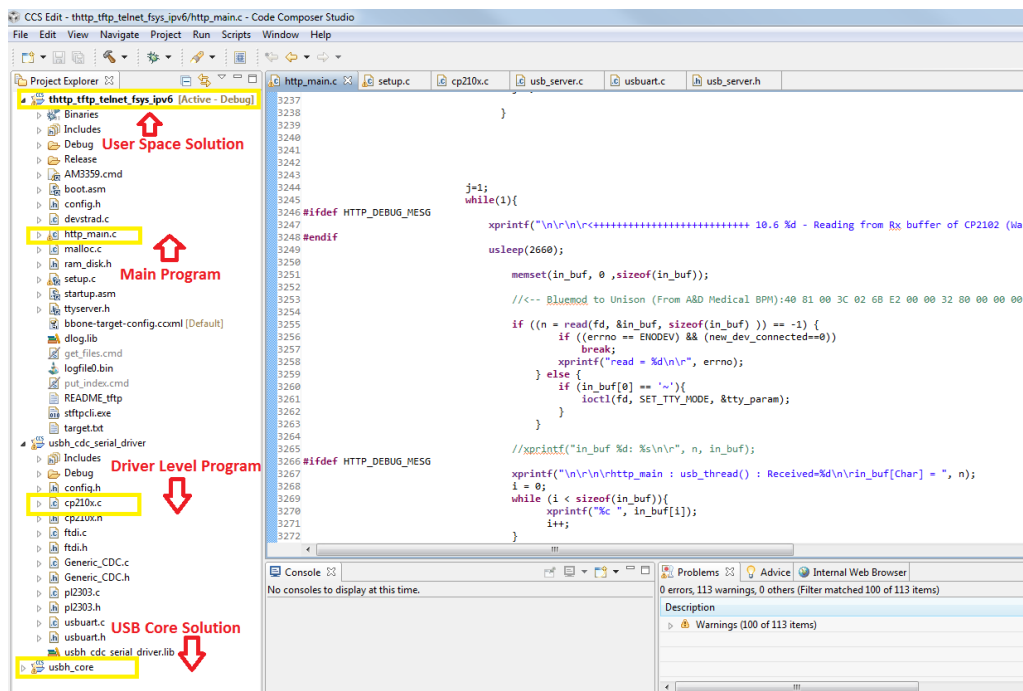 CCS Edit - thttp_tftp_telnet_fsys_ipv6/http_main.c - Code Composer Studio
File Edit View Navigate Project Run Scripts Window Help
Project Explorer
thttp_tftp_telnet_fsys_ipv6 [Active - Debug]
Binaries
Includes
User Space Solution
Debug
Release
AM3359.cmd
boot.asm
config.h
devstrad.c
http_main.c
malloc.c
Main Program
ram_disk.h
setup.c
startup.asm
ttyserver.h
bbone-target-config.ccxml [Default]
dlog.lib
get_files.cmd
logfile0.bin
put_index.cmd
README_tftp
stftpcli.exe
target.txt
usbh_cdc_serial_driver
Includes
Driver Level Program
Debug
config.h
cp210x.c
cp210x.h
ftdi.c
ftdi.h
Generic_CDC.c
Generic_CDC.h
pl2303.c
pl2303.h
usbuart.c
USB Core Solution
usbuart.h
usbh_cdc_serial_driver.lib
usbh_core
http_main.c setup.c cp210x.c usb_server.c usbuart.c usb_server.h
3237
3238 }
3239
3240
3241
3242
3243
3244 j=1;
3245 while(1){
3246 #ifdef HTTP_DEBUG_MESG
3247 xprintf("\n\r\n\r<++++++++++++++++++++++++++ 10.6 %d - Reading from Rx buffer of CP2102 (Wa
3248 #endif
3249 usleep(2660);
3250
3251 memset(in_buf, 0 ,sizeof(in_buf));
3252
3253 //<-- Bluemod to Unison (From A&D Medical BPM):40 81 00 3C 02 6B E2 00 00 32 80 00 00 00
3254
3255 if ((n = read(fd, &in_buf, sizeof(in_buf) )) == -1) {
3256 if ((errno == ENODEV) && (new_dev_connected==0))
3257 break;
3258 xprintf("read = %d\n\r", errno);
3259 } else {
3260 if (in_buf[0] == '~'){
3261 ioctl(fd, SET_TTY_MODE, &tty_param);
3262 }
3263 }
3264
3265 //xprintf("in_buf %d: %s\n\r", n, in_buf);
3266 #ifdef HTTP_DEBUG_MESG
3267 xprintf("\n\r\n\rhttp_main : usb_thread() : Received=%d\n\rin_buf[Char] = ", n);
3268 i = 0;
3269 while (i < sizeof(in_buf)){
3270 xprintf("%c ", in_buf[i]);
3271 i++;
3272 }
Console
No consoles to display at this time.
Problems Advice Internal Web Browser
0 errors, 113 warnings, 0 others (Filter matched 100 of 113 items)
Description
Warnings (100 of 113 items)